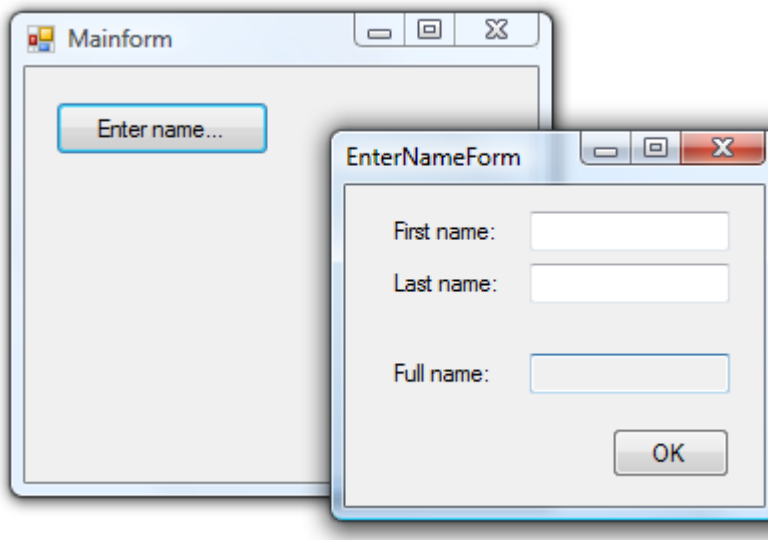 Mainform
Enter name...
EnterNameForm
First name:
Last name:
Full name:
OK